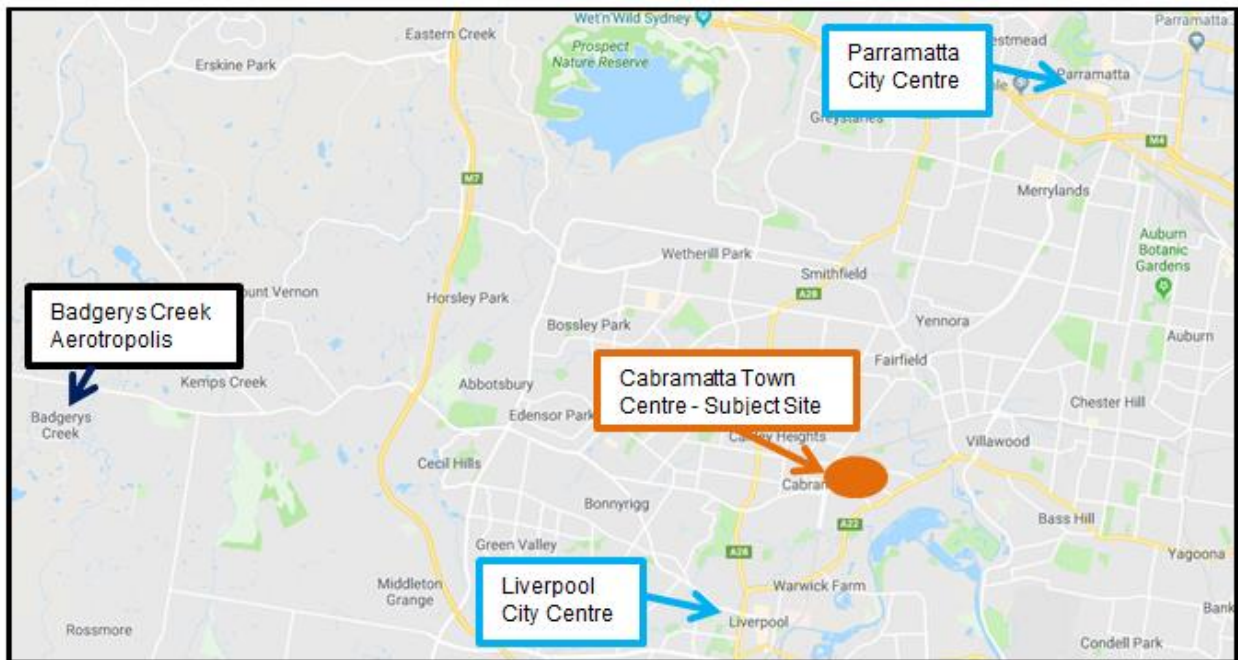 Wet'n'Wild Sydney
Parramatta
Eastern Creek
Prospect
Nature Reserve
Erskine Park
Parramatta
City Centre
Parramatta
Greystanes
M4
M7
Merrylands
Auburn
Botanic
Gardens
Wetherill Park
Smithfield
A28
Horsley Park
Badgerys Creek
Aerotropolis
Bossley Park
Yennora
Auburn
Fairfield
Kemps Creek
Abbotsbury
Cabramatta Town
Centre - Subject Site
Badgerys
Creek
Edensor Park
Chester Hill
Heights
Villawood
Cecil Hills
Bonnyrigg
A22
Bass Hill
Green Valley
A28
Yagoona
Liverpool
City Centre
Middleton
Grange
Warwick Farm
Liverpool
Rossmore
Condell Park